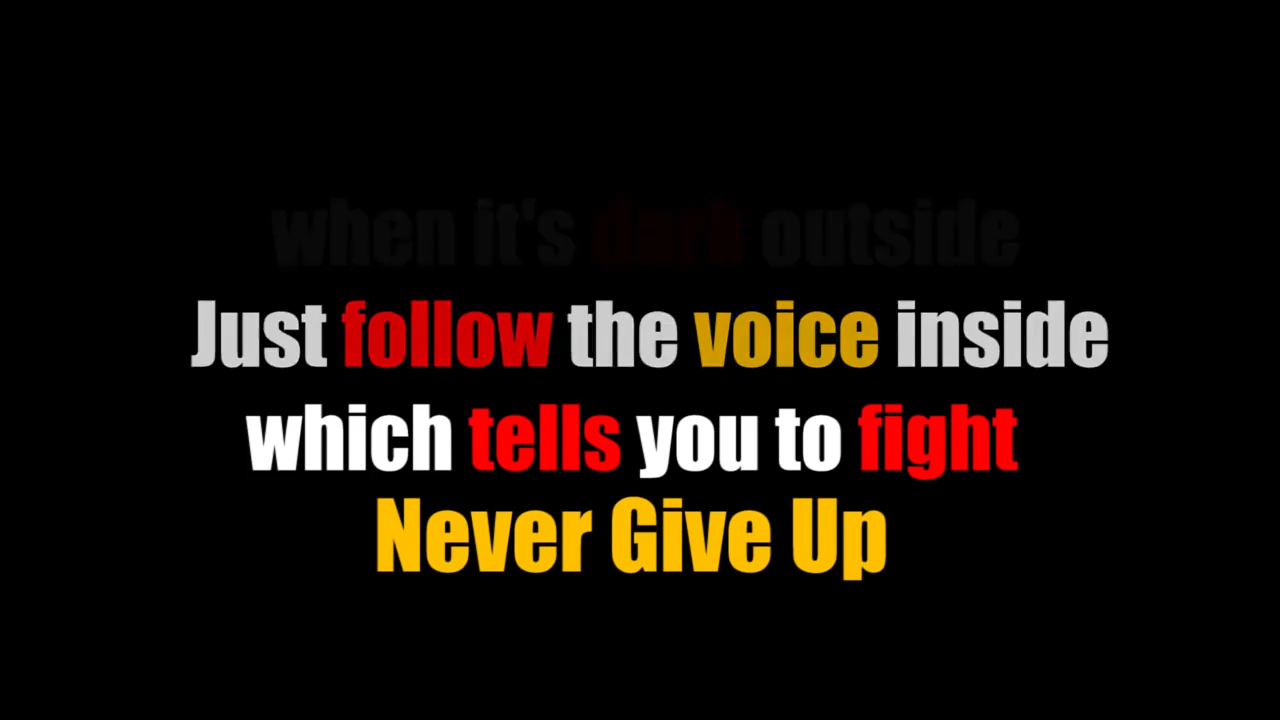 when it's dark outside
Just follow the voice inside
which tells you to fight
Never Give Up